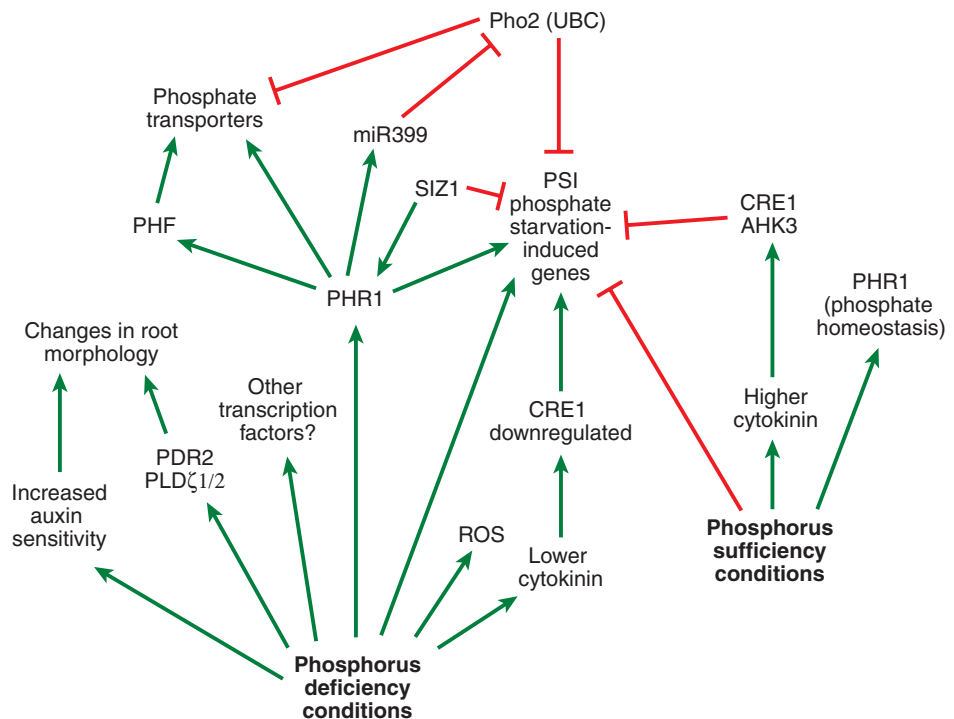 Pho2 (UBC)
Phosphate
transporters
miR399
SIZ1
PSI
phosphate
starvation-
induced
genes
CRE1
AHK3
PHF
PHR1
PHR1
(phosphate
homeostasis)
Changes in root
morphology
Other
transcription
factors?
CRE1
downregulated
Higher
cytokinin
PDR2
PLDζ1/2
Increased
auxin
sensitivity
ROS
Lower
cytokinin
Phosphorus
sufficiency
conditions
Phosphorus
deficiency
conditions